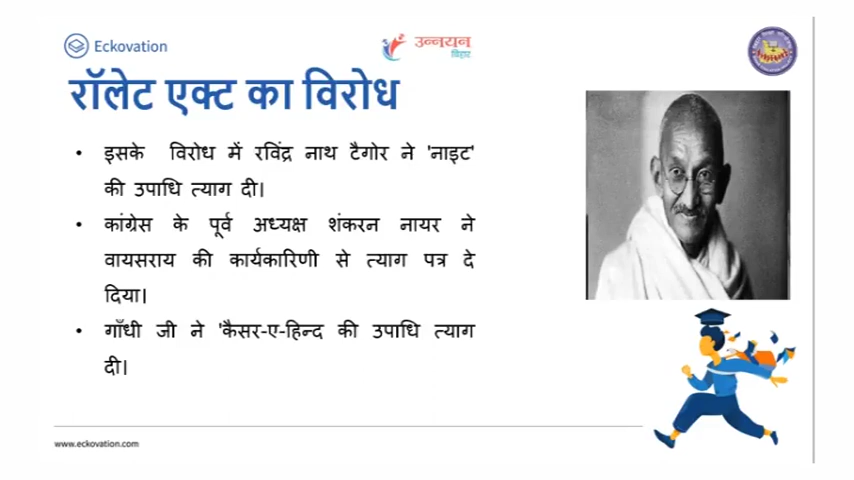 Eckovation
उन्नयन
बिहार
रॉलेट एक्ट का विरोध
• इसके विरोध में रविंद्र नाथ टैगोर ने 'नाइट'
की उपाधि त्याग दी।
• कांग्रेस के पूर्व अध्यक्ष शंकरन नायर ने
वायसराय की कार्यकारिणी से त्याग पत्र दे
दिया।
• गाँधी जी ने 'कैसर-ए-हिन्द की उपाधि त्याग
दी।
www.eckovation.com